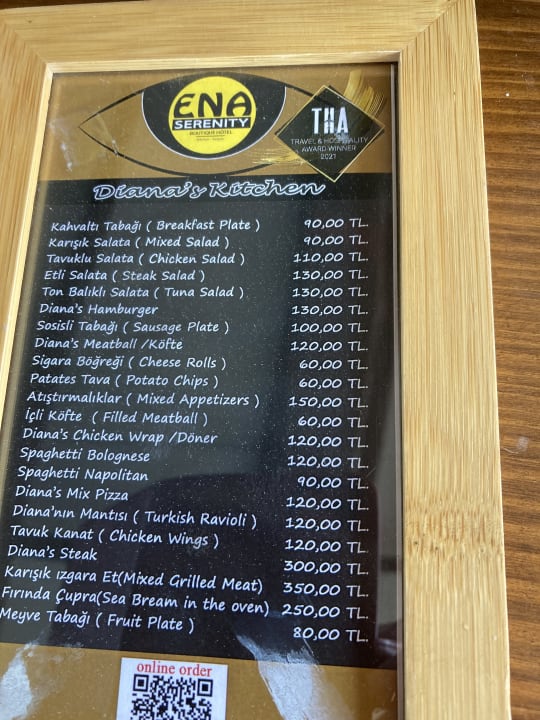 ENA
SERENITY
BOUTIQUE HOTEL
THA
TRAVEL & HOSPITALITY
AWARD WINNER
2021
Diana's Kitchen
Kahvaltı Tabağı ( Breakfast Plate ) 90,00 TL.
Karışık Salata ( Mixed Salad ) 90,00 TL.
Tavuklu Salata ( Chicken Salad ) 110,00 TL.
Etli Salata ( Steak Salad ) 130,00 TL.
Ton Balıklı Salata ( Tuna Salad ) 130,00 TL.
Diana's Hamburger 130,00 TL.
Sosisli Tabağı ( Sausage Plate ) 100,00 TL.
Diana's Meatball /Köfte 120,00 TL.
Sigara Böğreği ( Cheese Rolls ) 60,00 TL.
Patates Tava ( Potato Chips ) 60,00 TL.
Atıştırmalıklar ( Mixed Appetizers ) 150,00 TL.
İçli Köfte ( Filled Meatball ) 60,00 TL.
Diana's Chicken Wrap /Döner 120,00 TL.
Spaghetti Bolognese 120,00 TL.
Spaghetti Napolitan 90,00 TL.
Diana's Mix Pizza 120,00 TL.
Diana'nın Mantısı ( Turkish Ravioli ) 120,00 TL.
Tavuk Kanat ( Chicken Wings ) 120,00 TL.
Diana's Steak 300,00 TL.
Karışık ızgara Et(Mixed Grilled Meat) 350,00 TL.
Fırında Çupra(Sea Bream in the oven) 250,00 TL.
Meyve Tabağı ( Fruit Plate ) 80,00 TL.
online order